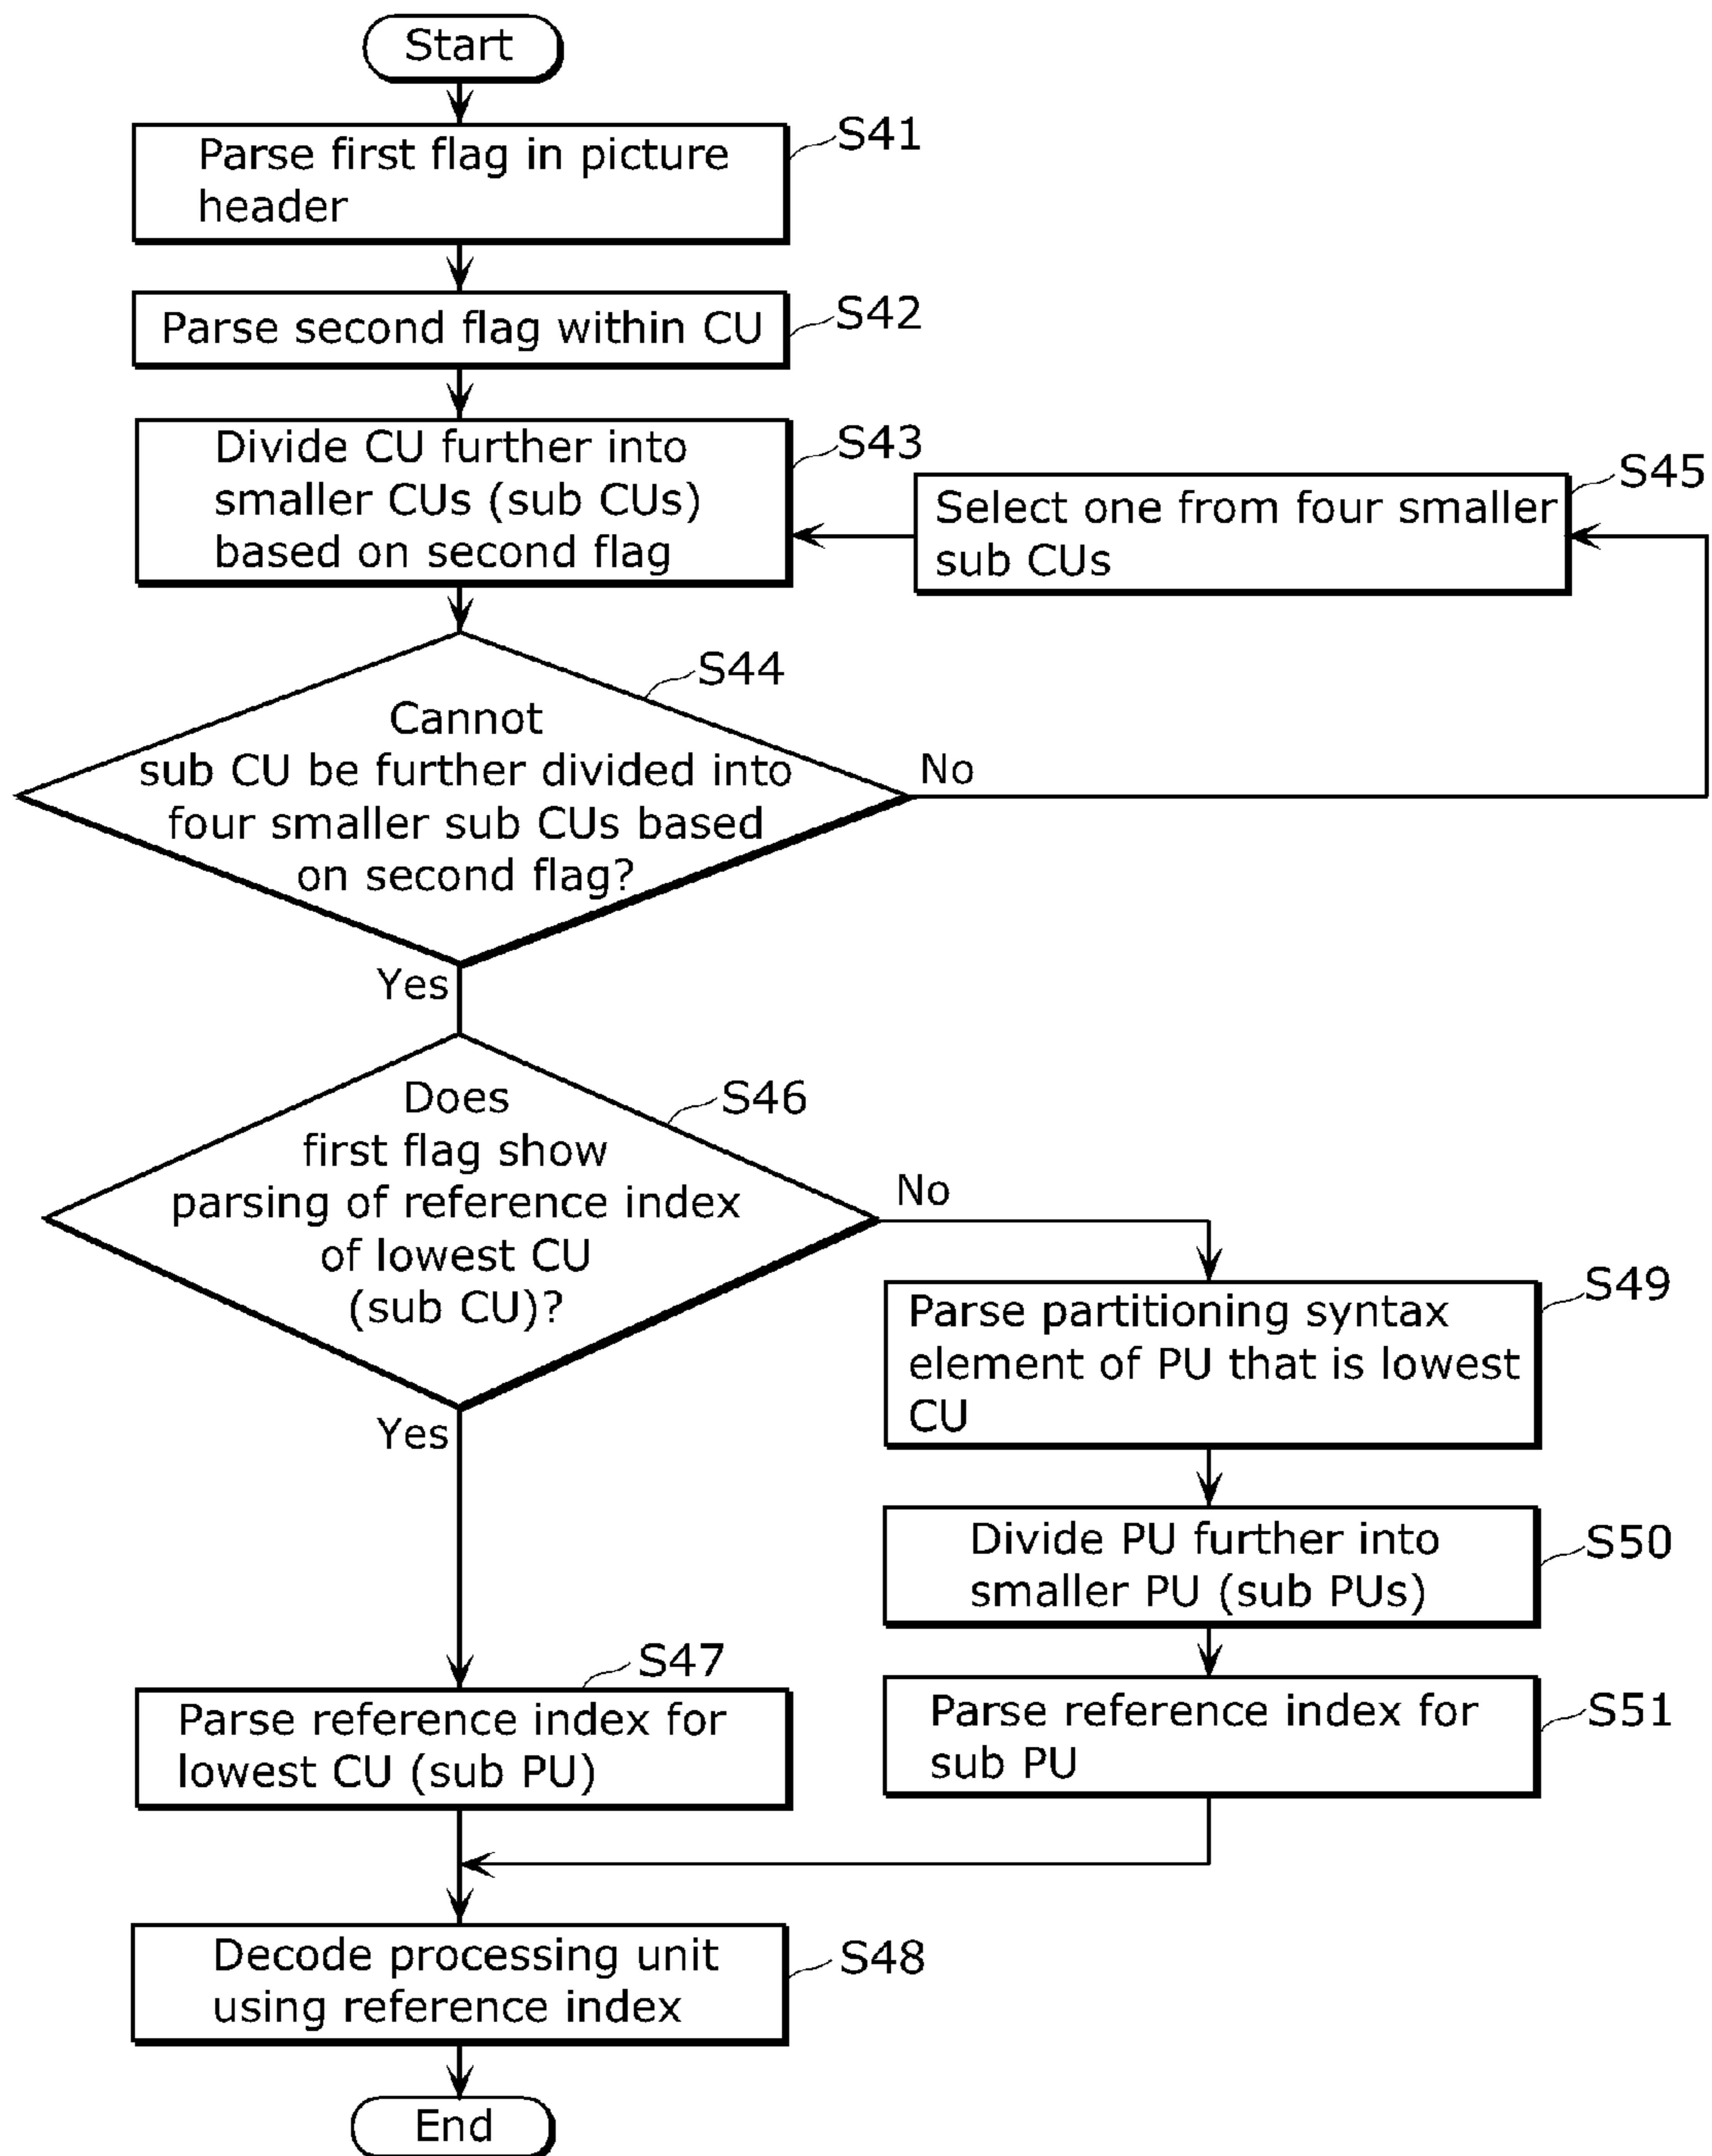 Start
Parse first flag in picture
header
S41
Parse second flag within CU
S42
Divide CU further into
smaller CUs (sub CUs)
based on second flag
S43
Select one from four smaller
sub CUs
S45
Cannot
sub CU be further divided into
four smaller sub CUs based
on second flag?
S44
No
Yes
Does
first flag show
parsing of reference index
of lowest CU
(sub CU)?
S46
No
Yes
Parse partitioning syntax
element of PU that is lowest
CU
S49
Divide PU further into
smaller PU (sub PUs)
S50
Parse reference index for
lowest CU (sub PU)
S47
Parse reference index for
sub PU
S51
Decode processing unit
using reference index
S48
End